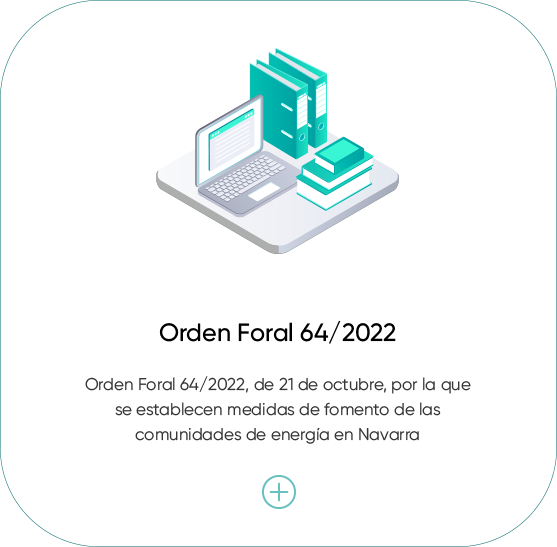 Orden Foral 64/2022
Orden Foral 64/2022, de 21 de octubre, por la que
se establecen medidas de fomento de las
comunidades de energía en Navarra